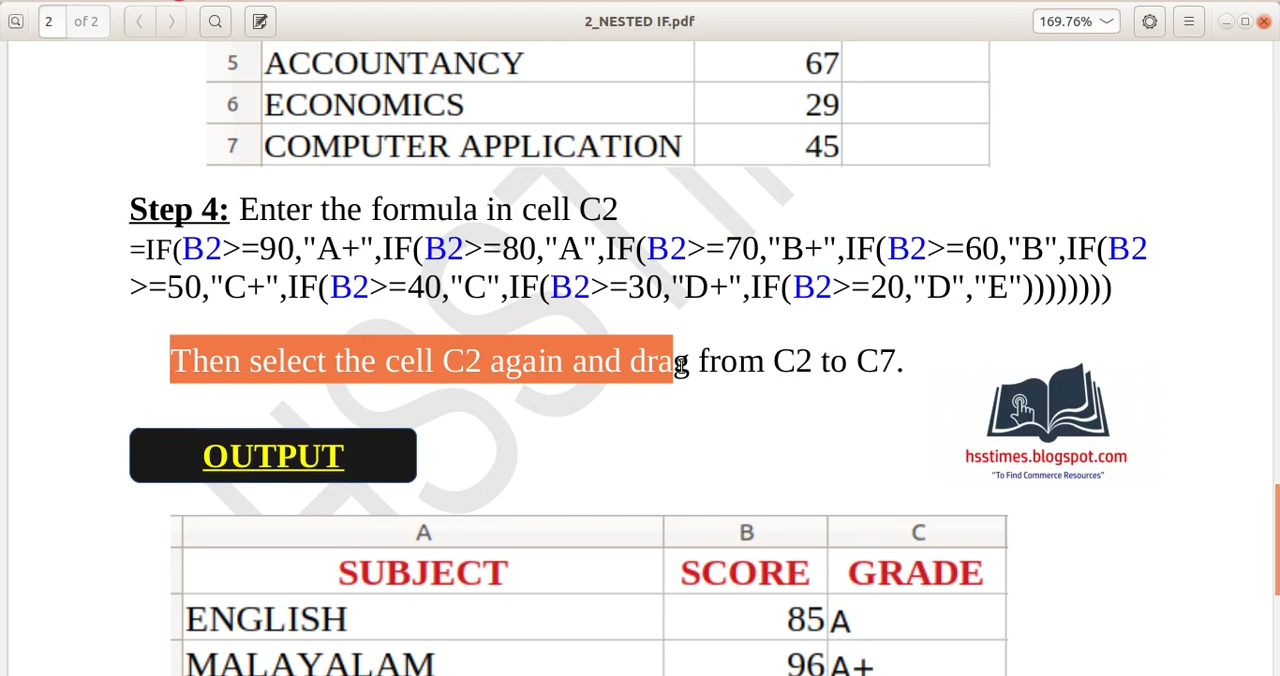 2 of 2 2_NESTED IF.pdf 169.76%
5 ACCOUNTANCY 67
6 ECONOMICS 29
7 COMPUTER APPLICATION 45
Step 4: Enter the formula in cell C2
=IF(B2>=90,"A+",IF(B2>=80,"A",IF(B2>=70,"B+",IF(B2>=60,"B",IF(B2
>=50,"C+",IF(B2>=40,"C",IF(B2>=30,"D+",IF(B2>=20,"D","E"))))))))
Then select the cell C2 again and drag from C2 to C7.
OUTPUT
hsstimes.blogspot.com
"To Find Commerce Resources"
A B C
SUBJECT SCORE GRADE
ENGLISH 85 A
MALAYALAM 96 A+